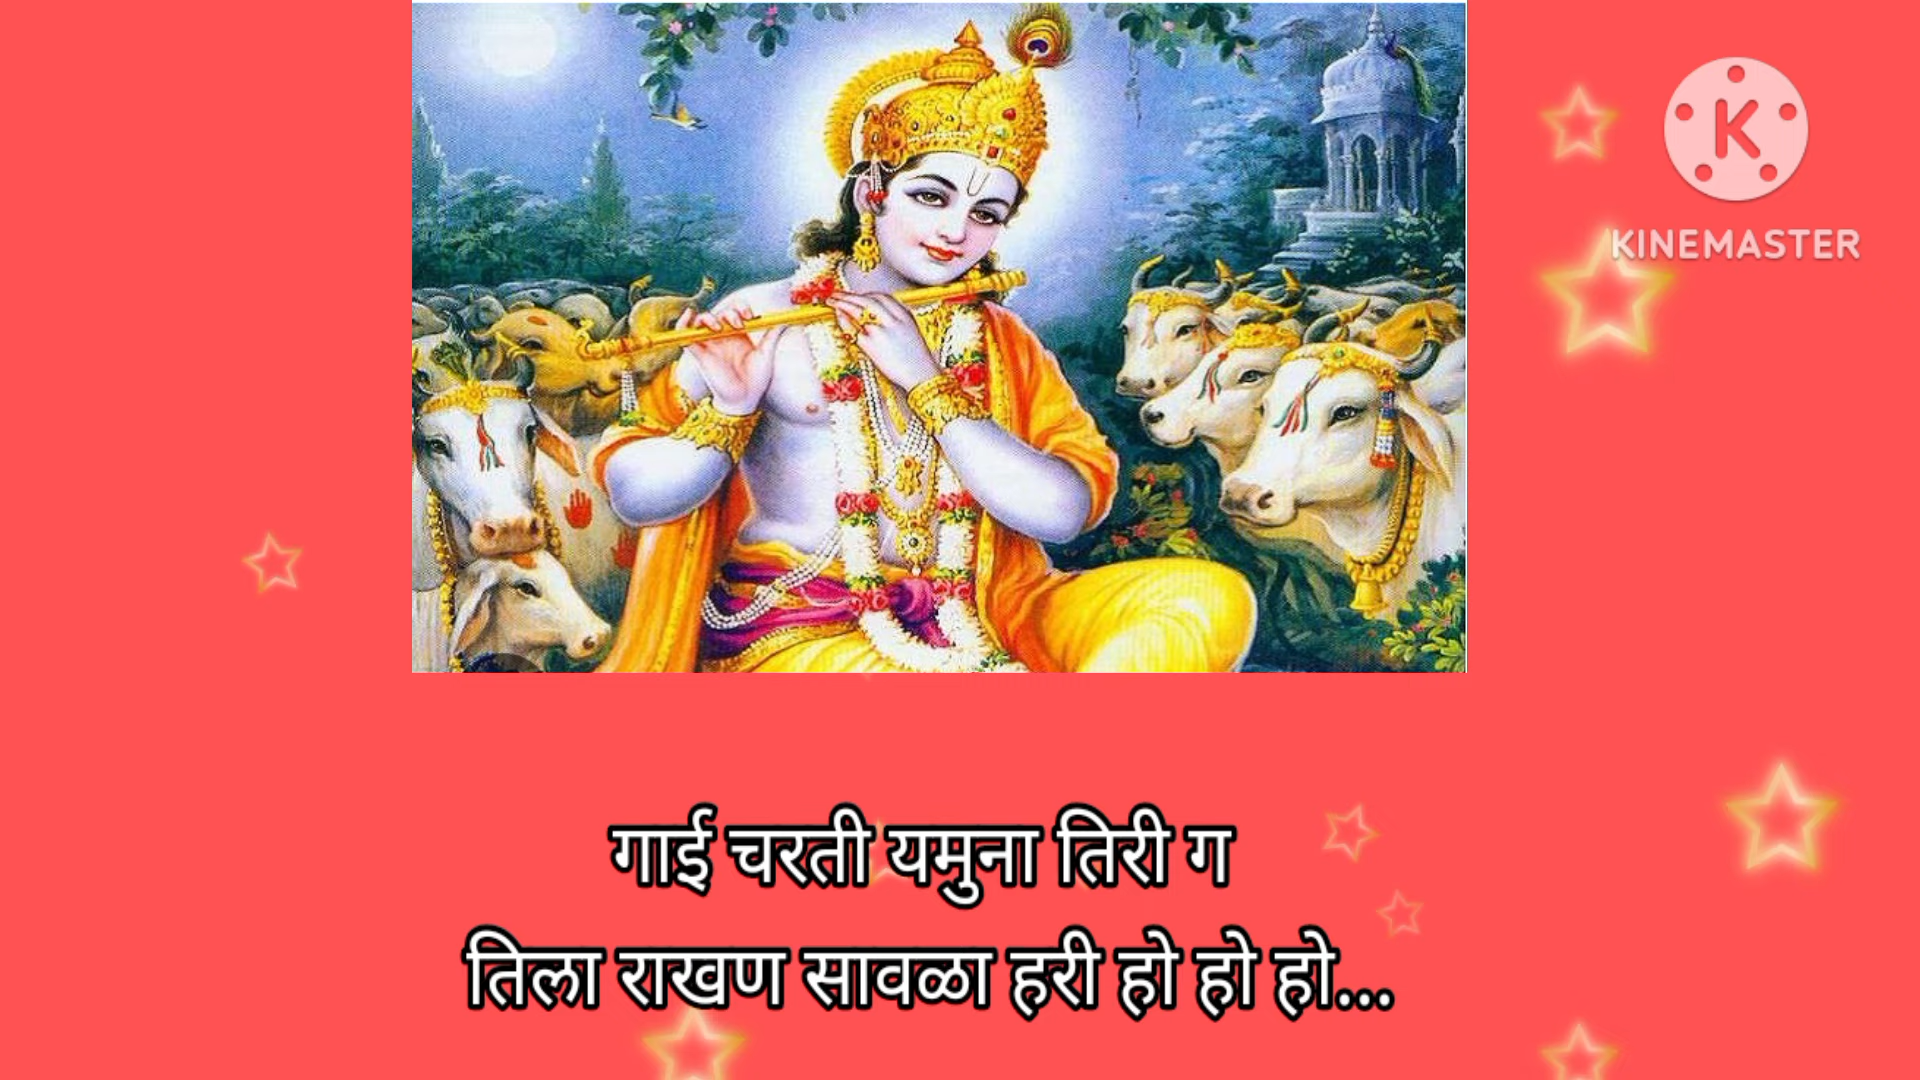 K
KINEMASTER
गाई चरती यमुना तिरी ग
तिला राखण सावळा हरी हो हो हो...